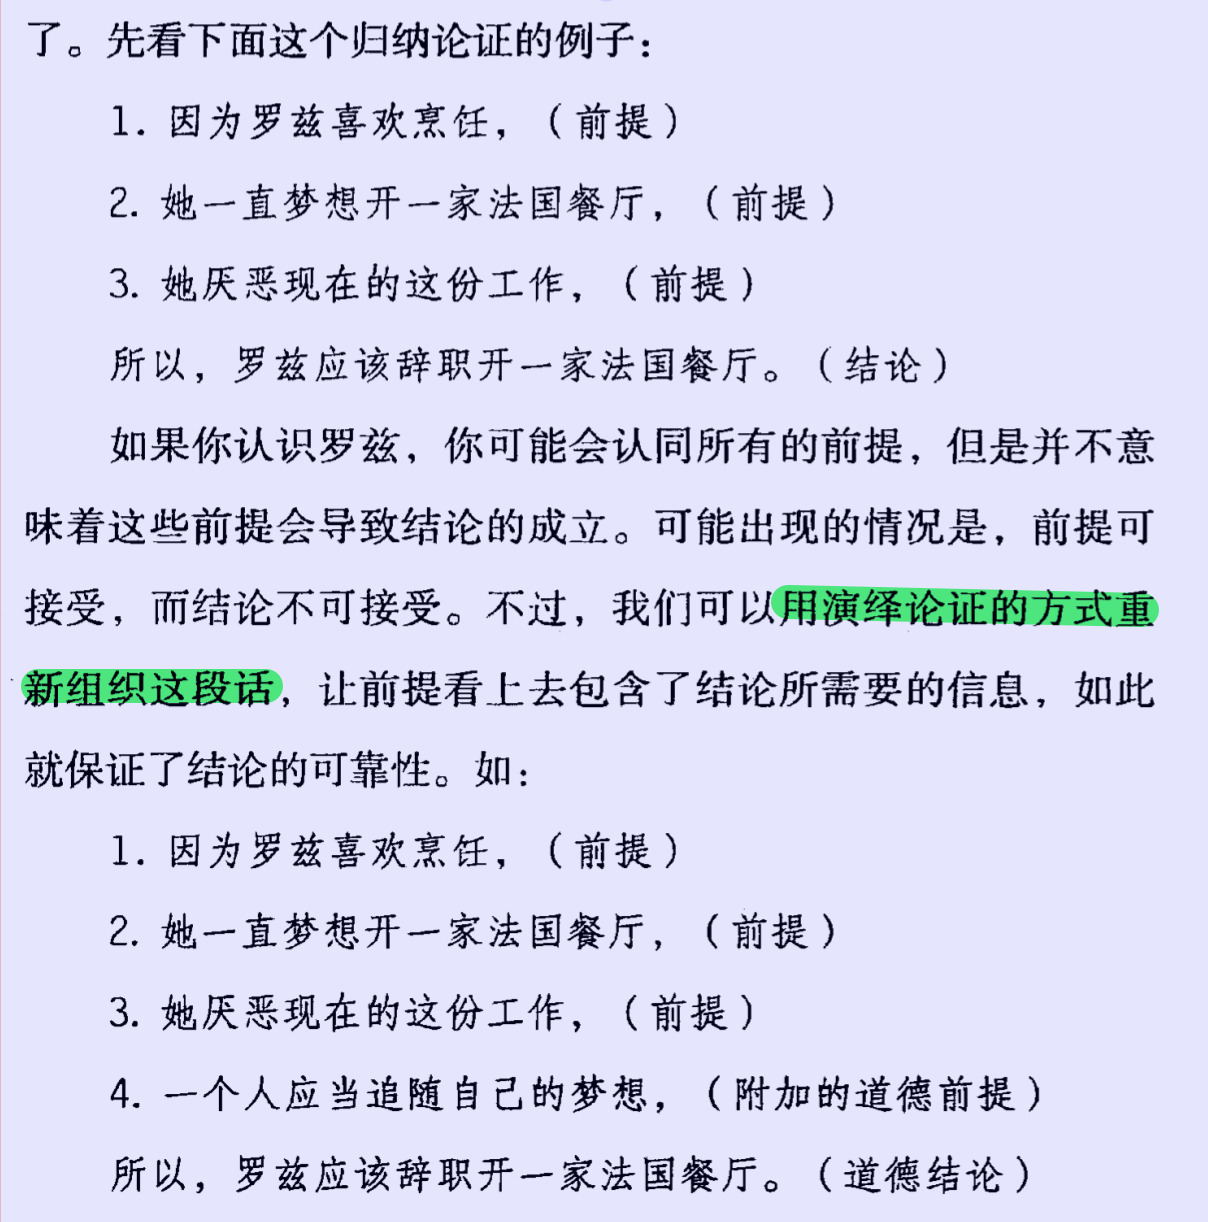 了。先看下面这个归纳论证的例子：
1. 因为罗兹喜欢烹饪，（前提）
2. 她一直梦想开一家法国餐厅，（前提）
3. 她厌恶现在的这份工作，（前提）
所以，罗兹应该辞职开一家法国餐厅。（结论）
如果你认识罗兹，你可能会认同所有的前提，但是并不意
味着这些前提会导致结论的成立。可能出现的情况是，前提可
接受，而结论不可接受。不过，我们可以用演绎论证的方式重
新组织这段话，让前提看上去包含了结论所需要的信息，如此
就保证了结论的可靠性。如：
1. 因为罗兹喜欢烹饪，（前提）
2. 她一直梦想开一家法国餐厅，（前提）
3. 她厌恶现在的这份工作，（前提）
4. 一个人应当追随自己的梦想，（附加的道德前提）
所以，罗兹应该辞职开一家法国餐厅。（道德结论）